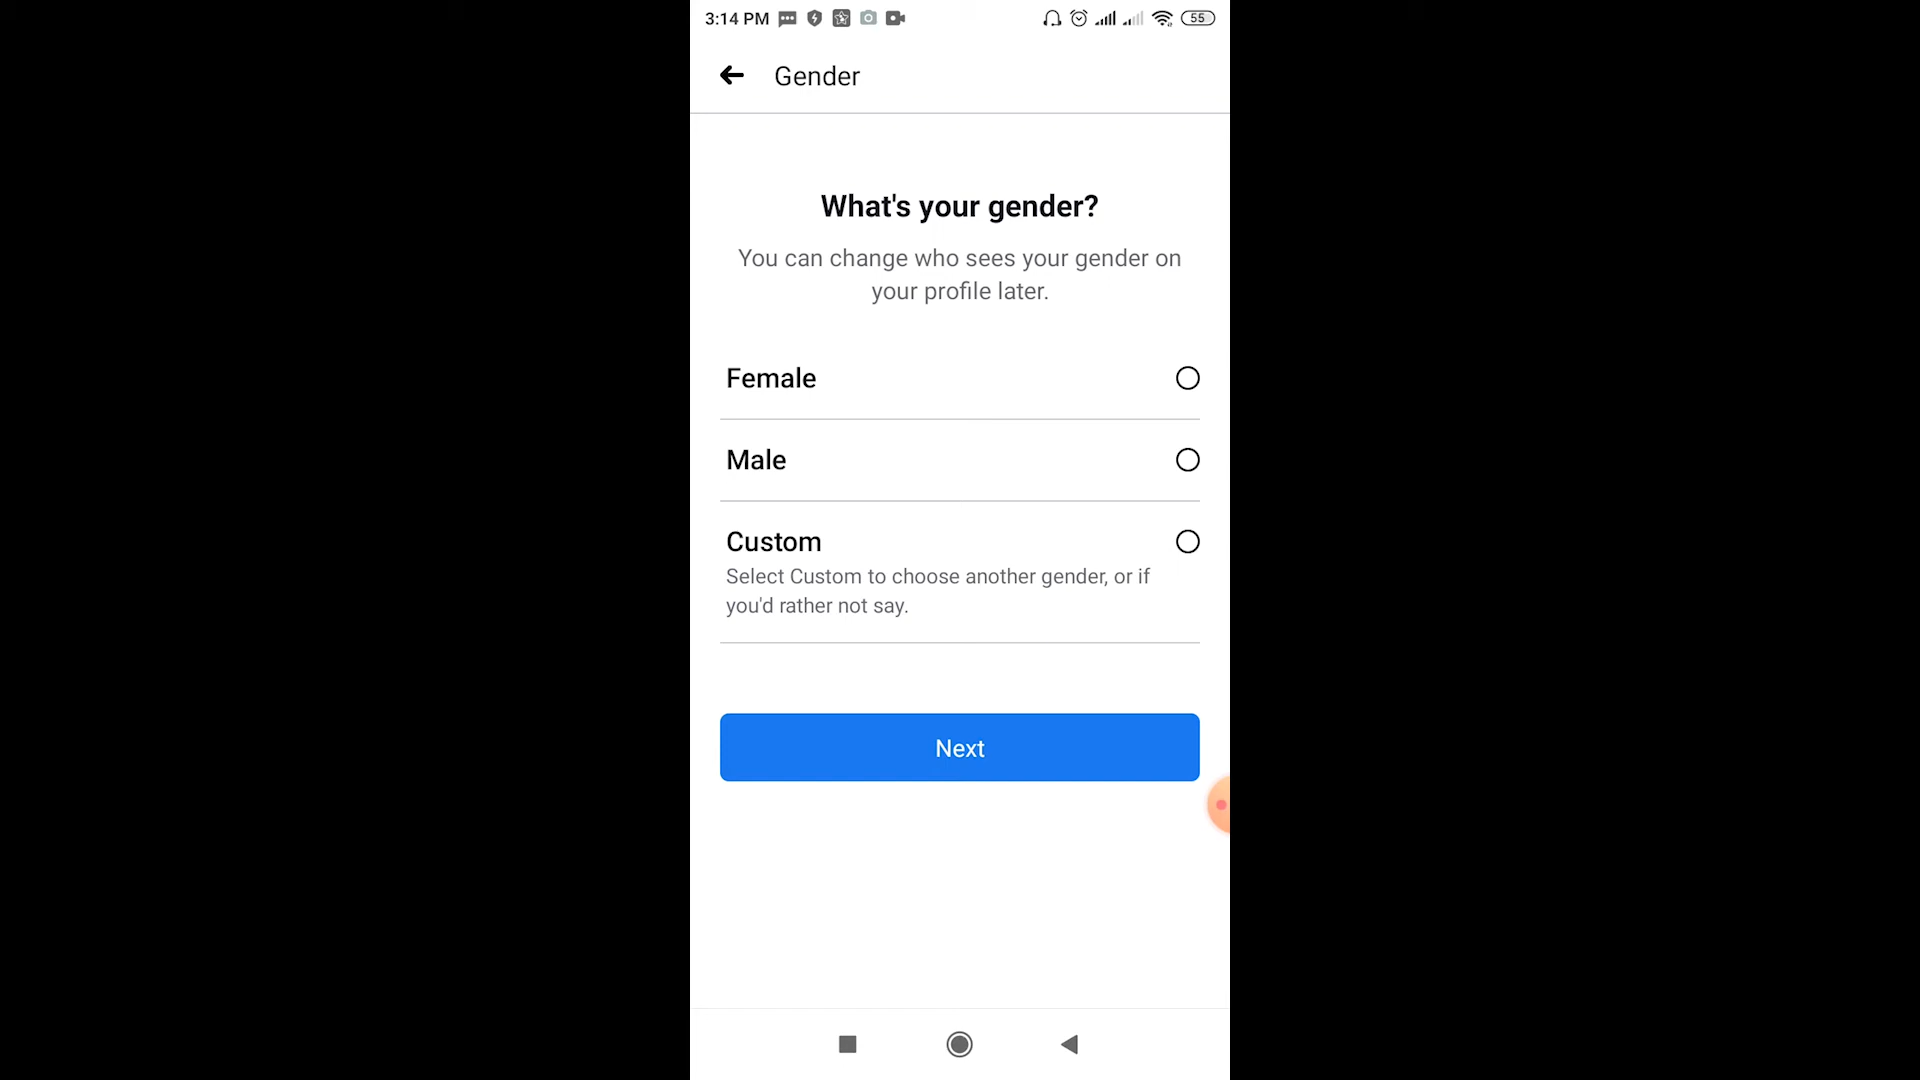 3:14 PM
55
Gender
What's your gender?
You can change who sees your gender on
your profile later.
Female
Male
Custom
Select Custom to choose another gender, or if
you'd rather not say.
Next